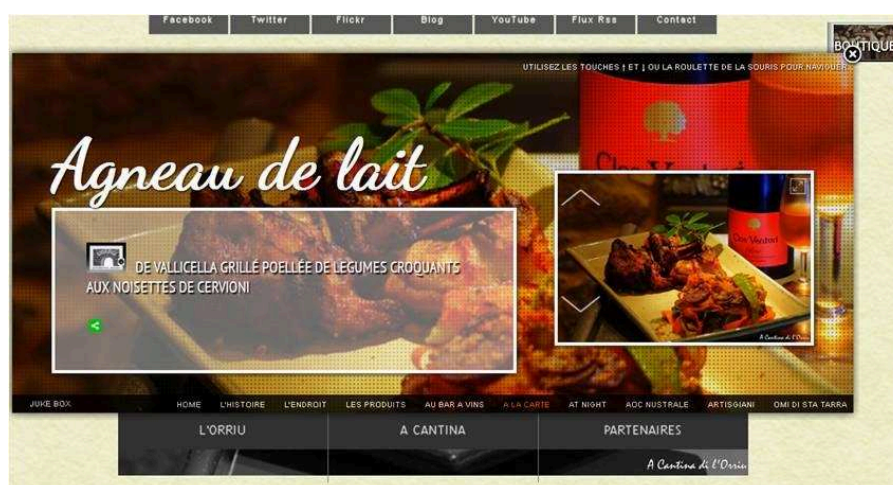 Facebook Twitter Flickr Blog YouTube Flux Rss Contact
BOUTIQUE
UTILISEZ LES TOUCHES ↑ ET ↓ OU LA ROULETTE DE LA SOURIS POUR NAVIGUER
Agneau de lait
Clos Venturi
DE VALLICELLA GRILLÉ POELLÉE DE LÉGUMES CROQUANTS
AUX NOISETTES DE CERVIONI
A Cantina di l'Orriu
JUKE BOX HOME L'HISTOIRE L'ENDROIT LES PRODUITS AU BAR A VINS A LA CARTE AT NIGHT AOC NUSTRALE ARTISGIANI OMI DI STA TARRA
L'ORRIU A CANTINA PARTENAIRES
A Cantina di l'Orriu